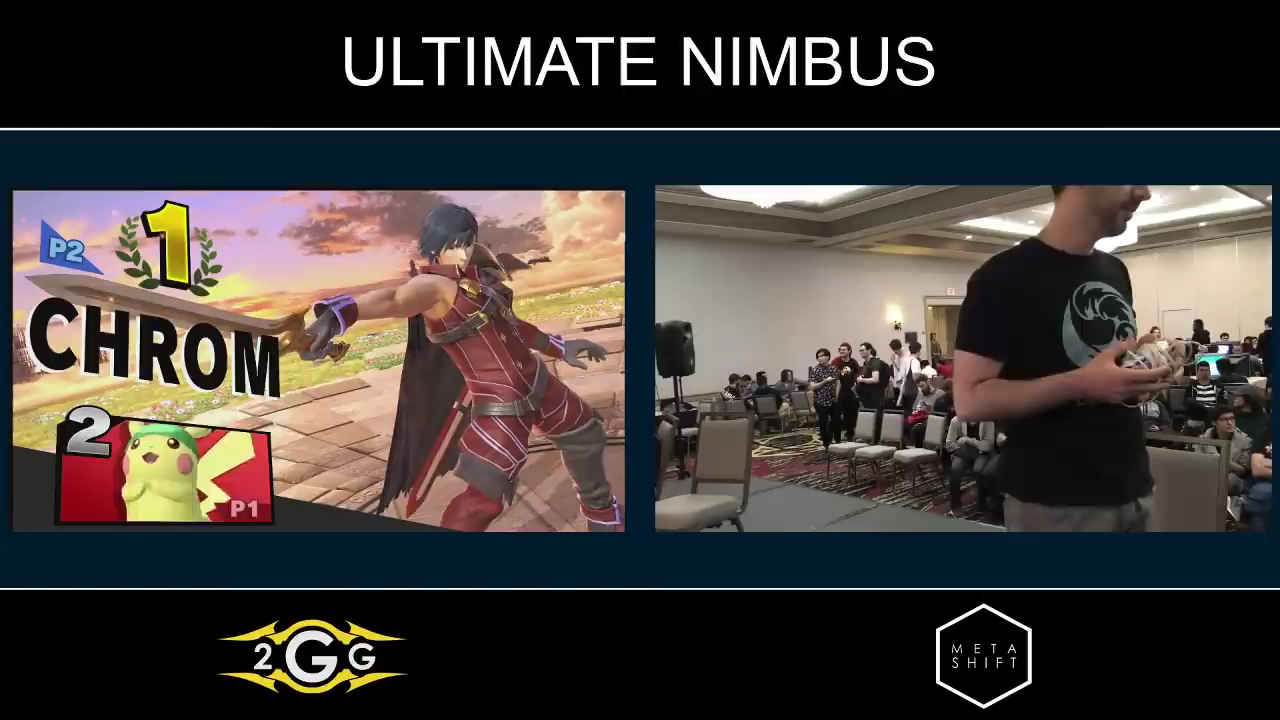 ULTIMATE NIMBUS
P2
1
CHROM
2
P1
2GG
META
SHIFT